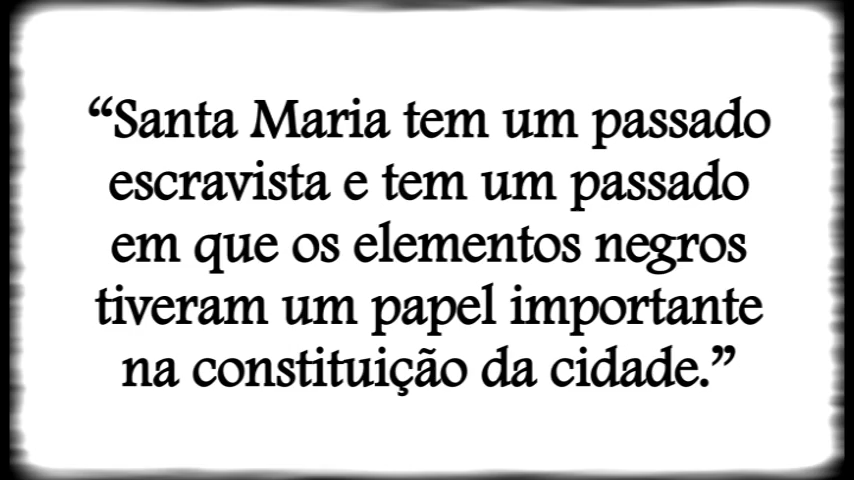 “Santa Maria tem um passado
escravista e tem um passado
em que os elementos negros
tiveram um papel importante
na constituição da cidade.”